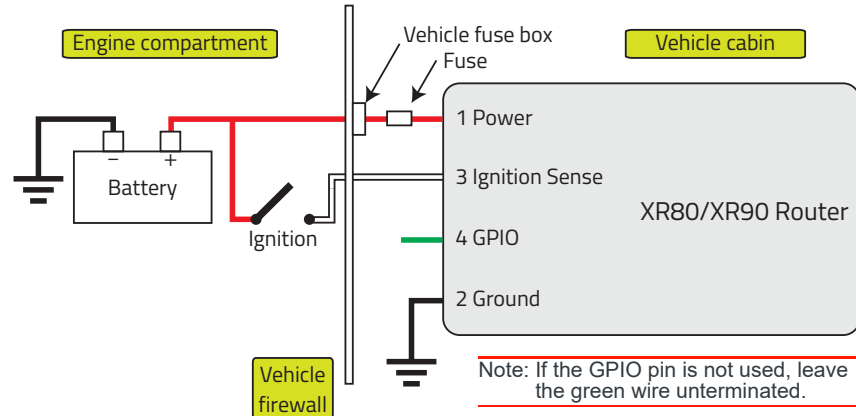 Engine compartment
Vehicle fuse box
Fuse
Vehicle cabin
1 Power
3 Ignition Sense
4 GPIO
2 Ground
XR80/XR90 Router
– +
Battery
Ignition
Vehicle
firewall
Note: If the GPIO pin is not used, leave
the green wire unterminated.